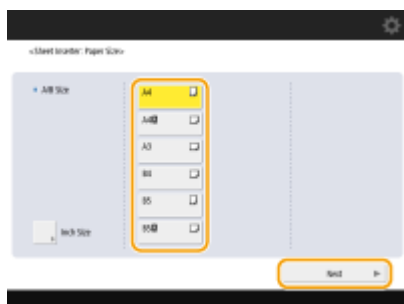 <Sheet Inserter: Paper Size>
A/B Size
A4
A4R
A3
B4
B5
B5R
Inch Size
Next